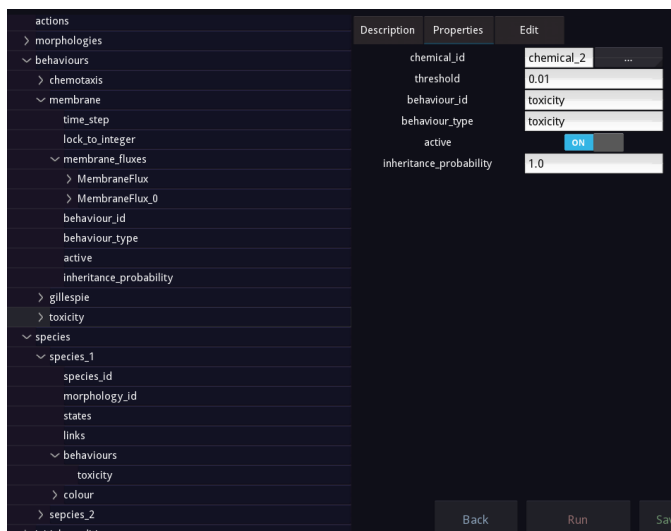 actions
morphologies
behaviours
chemotaxis
membrane
time_step
lock_to_integer
membrane_fluxes
MembraneFlux
MembraneFlux_0
behaviour_id
behaviour_type
active
inheritance_probability
gillespie
toxicity
species
species_1
species_id
morphology_id
states
links
behaviours
toxicity
colour
sepcies_2
Description Properties Edit
chemical_id chemical_2 ...
threshold 0.01
behaviour_id toxicity
behaviour_type toxicity
active ON
inheritance_probability 1.0
Back Run